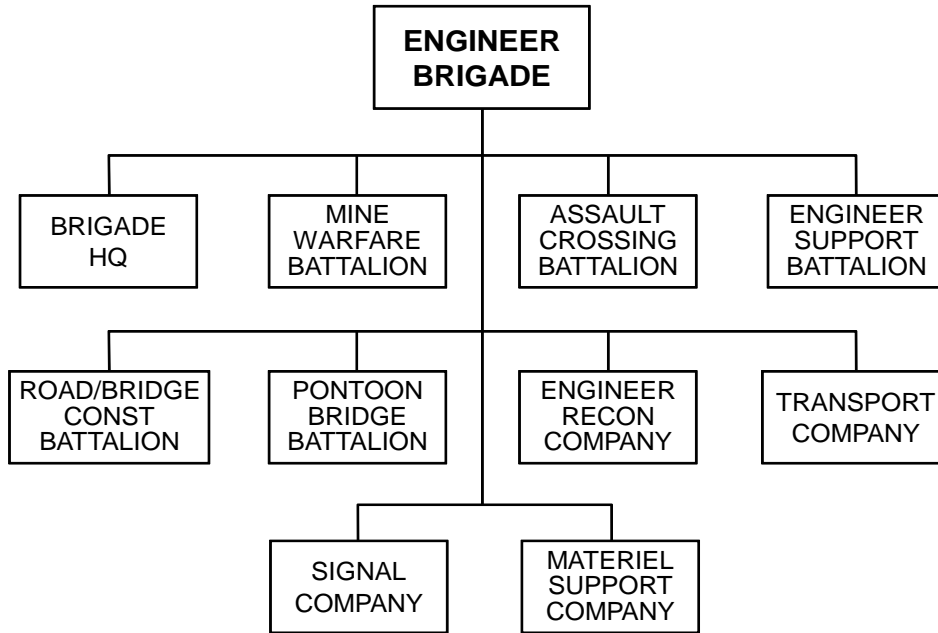 ENGINEER
BRIGADE
BRIGADE
HQ
MINE
WARFARE
BATTALION
ASSAULT
CROSSING
BATTALION
ENGINEER
SUPPORT
BATTALION
ROAD/BRIDGE
CONST
BATTALION
PONTOON
BRIDGE
BATTALION
ENGINEER
RECON
COMPANY
TRANSPORT
COMPANY
SIGNAL
COMPANY
MATERIEL
SUPPORT
COMPANY